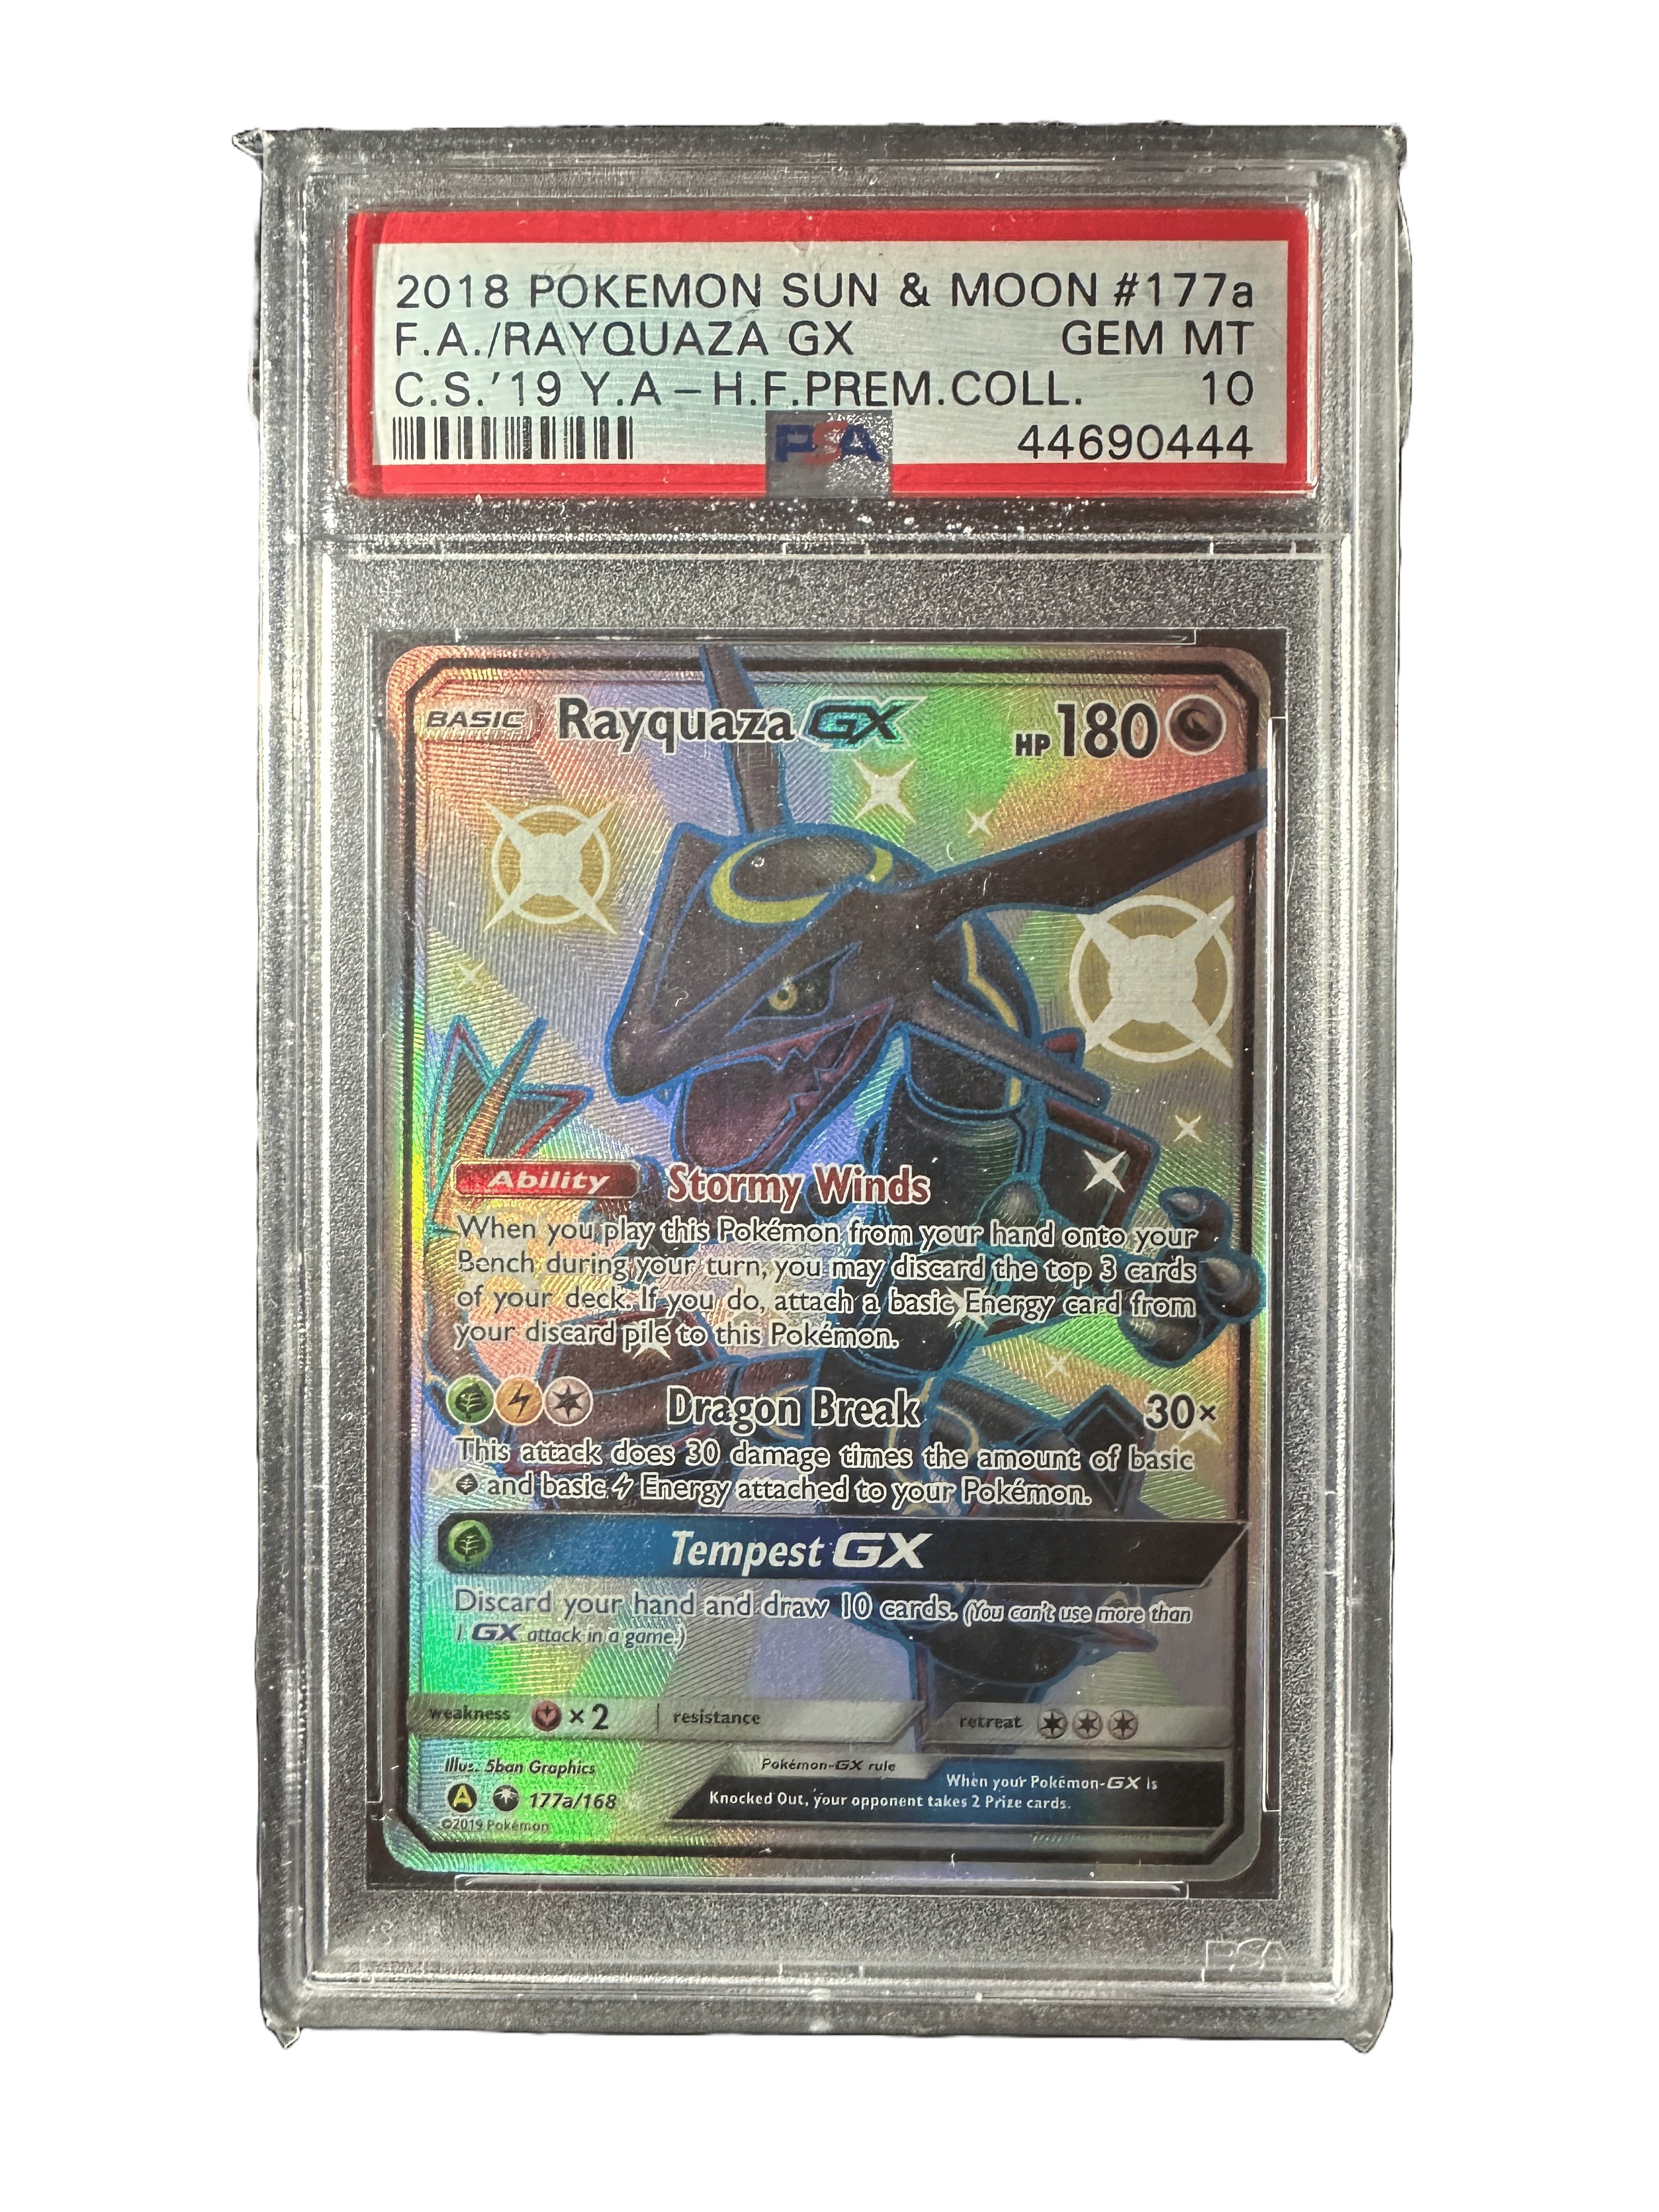 2018 POKEMON SUN & MOON #177a
F.A./RAYQUAZA GX GEM MT
C.S.'19 Y.A-H.F.PREM.COLL. 10
PSA 44690444
BASIC Rayquaza GX HP 180
Ability Stormy Winds
When you play this Pokémon from your hand onto your
Bench during your turn, you may discard the top 3 cards
of your deck. If you do, attach a basic Energy card from
your discard pile to this Pokémon.
Dragon Break 30×
This attack does 30 damage times the amount of basic
and basic Energy attached to your Pokémon.
Tempest GX
Discard your hand and draw 10 cards. (You can't use more than
1 GX attack in a game.)
weakness ×2 resistance retreat
Illus. 5ban Graphics
Pokémon-GX rule
When your Pokémon-GX is
Knocked Out, your opponent takes 2 Prize cards.
A 177a/168
©2019 Pokémon
PSA